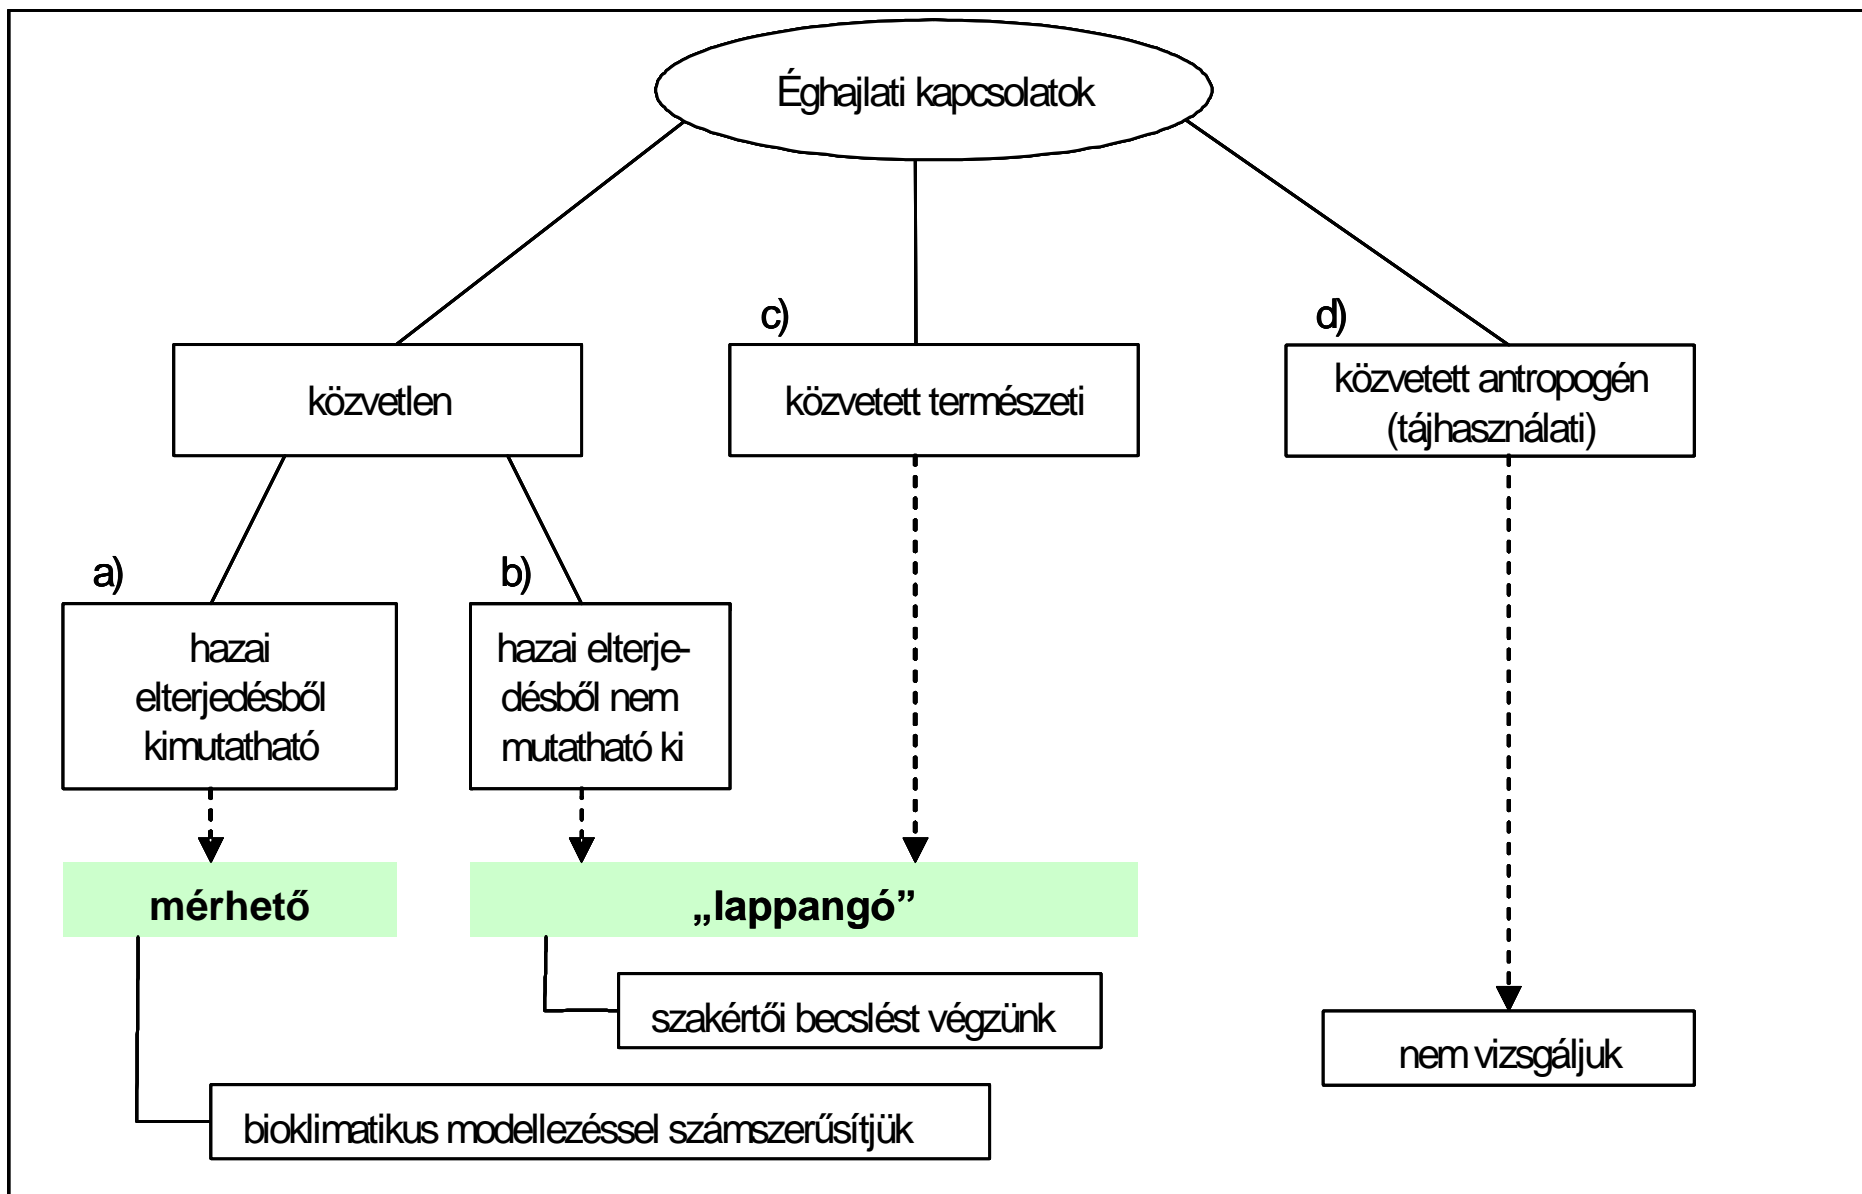 Éghajlati kapcsolatok
c)
d)
közvetlen
közvetett természeti
közvetett antropogén
(tájhasználati)
a)
b)
hazai
elterjedésből
kimutatható
hazai elterje-
désből nem
mutatható ki
mérhető
„lappangó”
szakértői becslést végzünk
nem vizsgáljuk
bioklimatikus modellezéssel számszerűsítjük